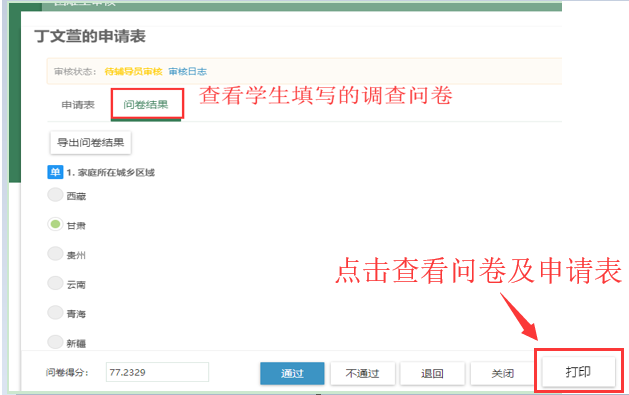 丁文萱的申请表
审核状态： 待辅导员审核 审核日志
申请表 问卷结果 查看学生填写的调查问卷
导出问卷结果
单 1. 家庭所在城乡区域
西藏
甘肃
贵州
云南
点击查看问卷及申请表
青海
新疆
问卷得分： 77.2329 通过 不通过 退回 关闭 打印